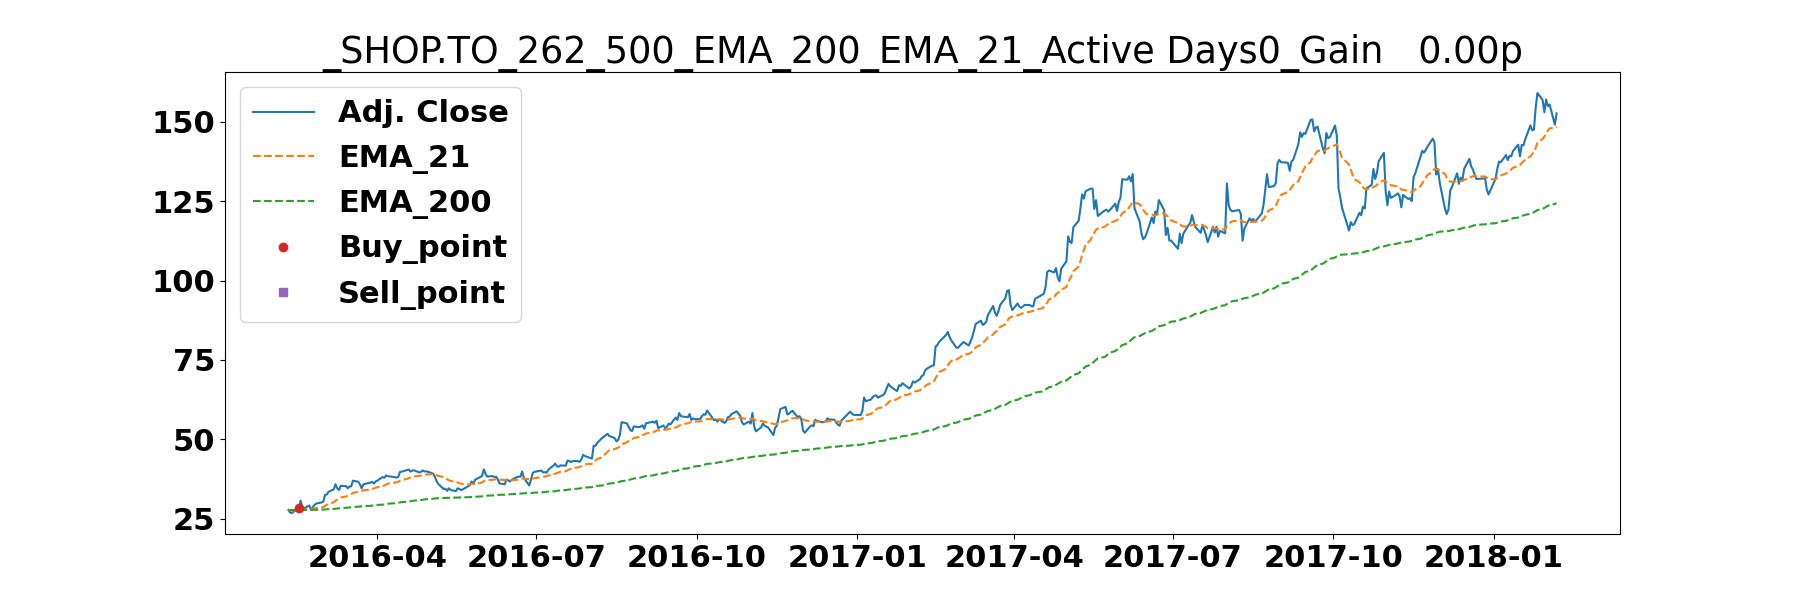 _SHOP.TO_262_500_EMA_200_EMA_21_Active Days0_Gain   0.00p
Adj. Close
EMA_21
EMA_200
Buy_point
Sell_point
150
125
100
75
50
25
2016-04 2016-07 2016-10 2017-01 2017-04 2017-07 2017-10 2018-01